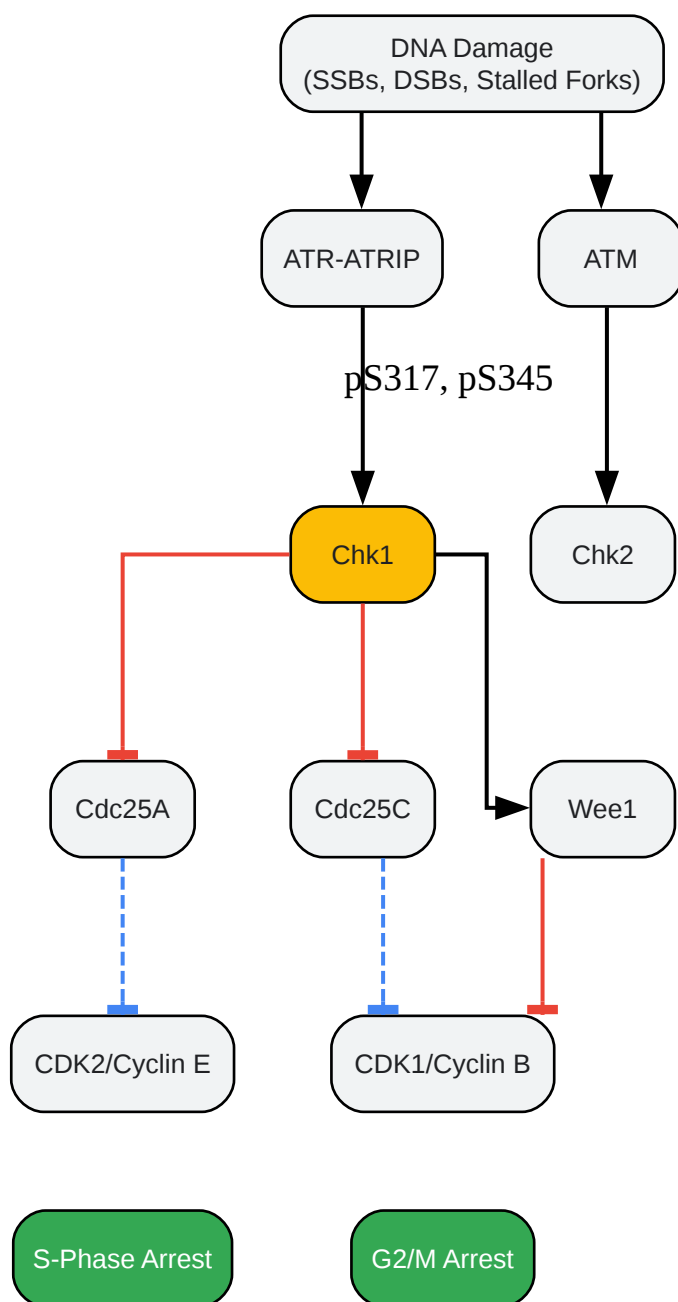 DNA Damage
(SSBs, DSBs, Stalled Forks)
ATR-ATRIP
ATM
pS317, pS345
Chk1
Chk2
Cdc25A
Cdc25C
Wee1
CDK2/Cyclin E
CDK1/Cyclin B
S-Phase Arrest
G2/M Arrest